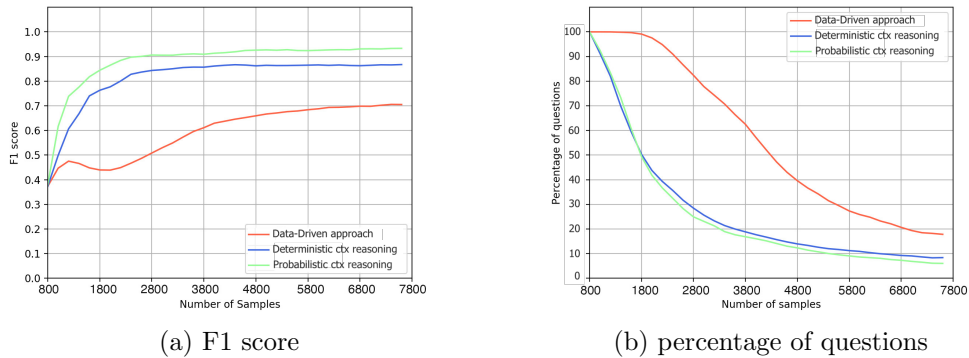 1.0
0.9
0.8
0.7
0.6
0.5
0.4
0.3
0.2
0.1
0.0
F1 score
Data-Driven approach
Deterministic ctx reasoning
Probabilistic ctx reasoning
800 1800 2800 3800 4800 5800 6800 7800
Number of Samples
(a) F1 score
100
90
80
70
60
50
40
30
20
10
0
Percentage of questions
Data-Driven approach
Deterministic ctx reasoning
Probabilistic ctx reasoning
800 1800 2800 3800 4800 5800 6800 7800
Number of samples
(b) percentage of questions